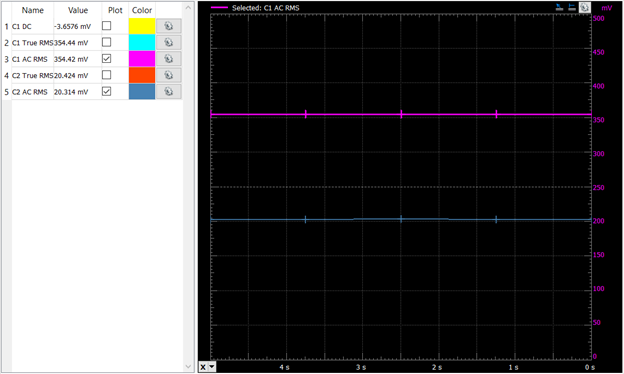 Name Value Plot Color
1 C1 DC -3.6576 mV
2 C1 True RMS 354.44 mV
3 C1 AC RMS 354.42 mV
4 C2 True RMS 20.424 mV
5 C2 AC RMS 20.314 mV
Selected: C1 AC RMS mV
500
450
400
350
300
250
200
150
100
50
0
X 4 s 3 s 2 s 1 s 0 s